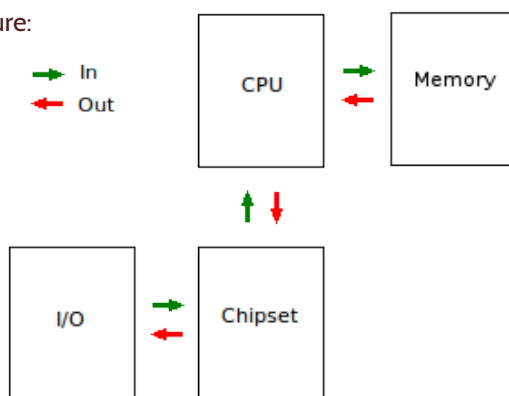 ure:
In
Out
CPU
Memory
I/O
Chipset